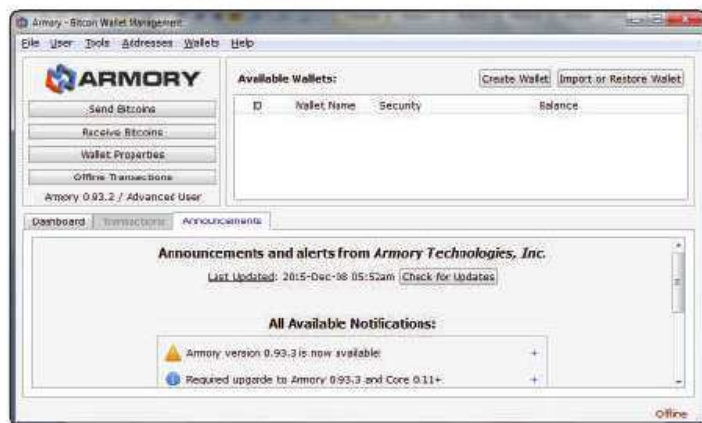 Armory - Bitcoin Wallet Management
File User Tools Addresses Wallets Help
ARMORY
Send Bitcoins
Receive Bitcoins
Wallet Properties
Offline Transactions
Armory 0.93.2 / Advanced User
Available Wallets:
Create Wallet
Import or Restore Wallet
ID Wallet Name Security Balance
Dashboard Transactions Announcements
Announcements and alerts from Armory Technologies, Inc.
Last Updated: 2015-Dec-08 05:52am Check for Updates
All Available Notifications:
Armory version 0.93.3 is now available +
Required upgarde to Armory 0.93.3 and Core 0.11+ +
Offline